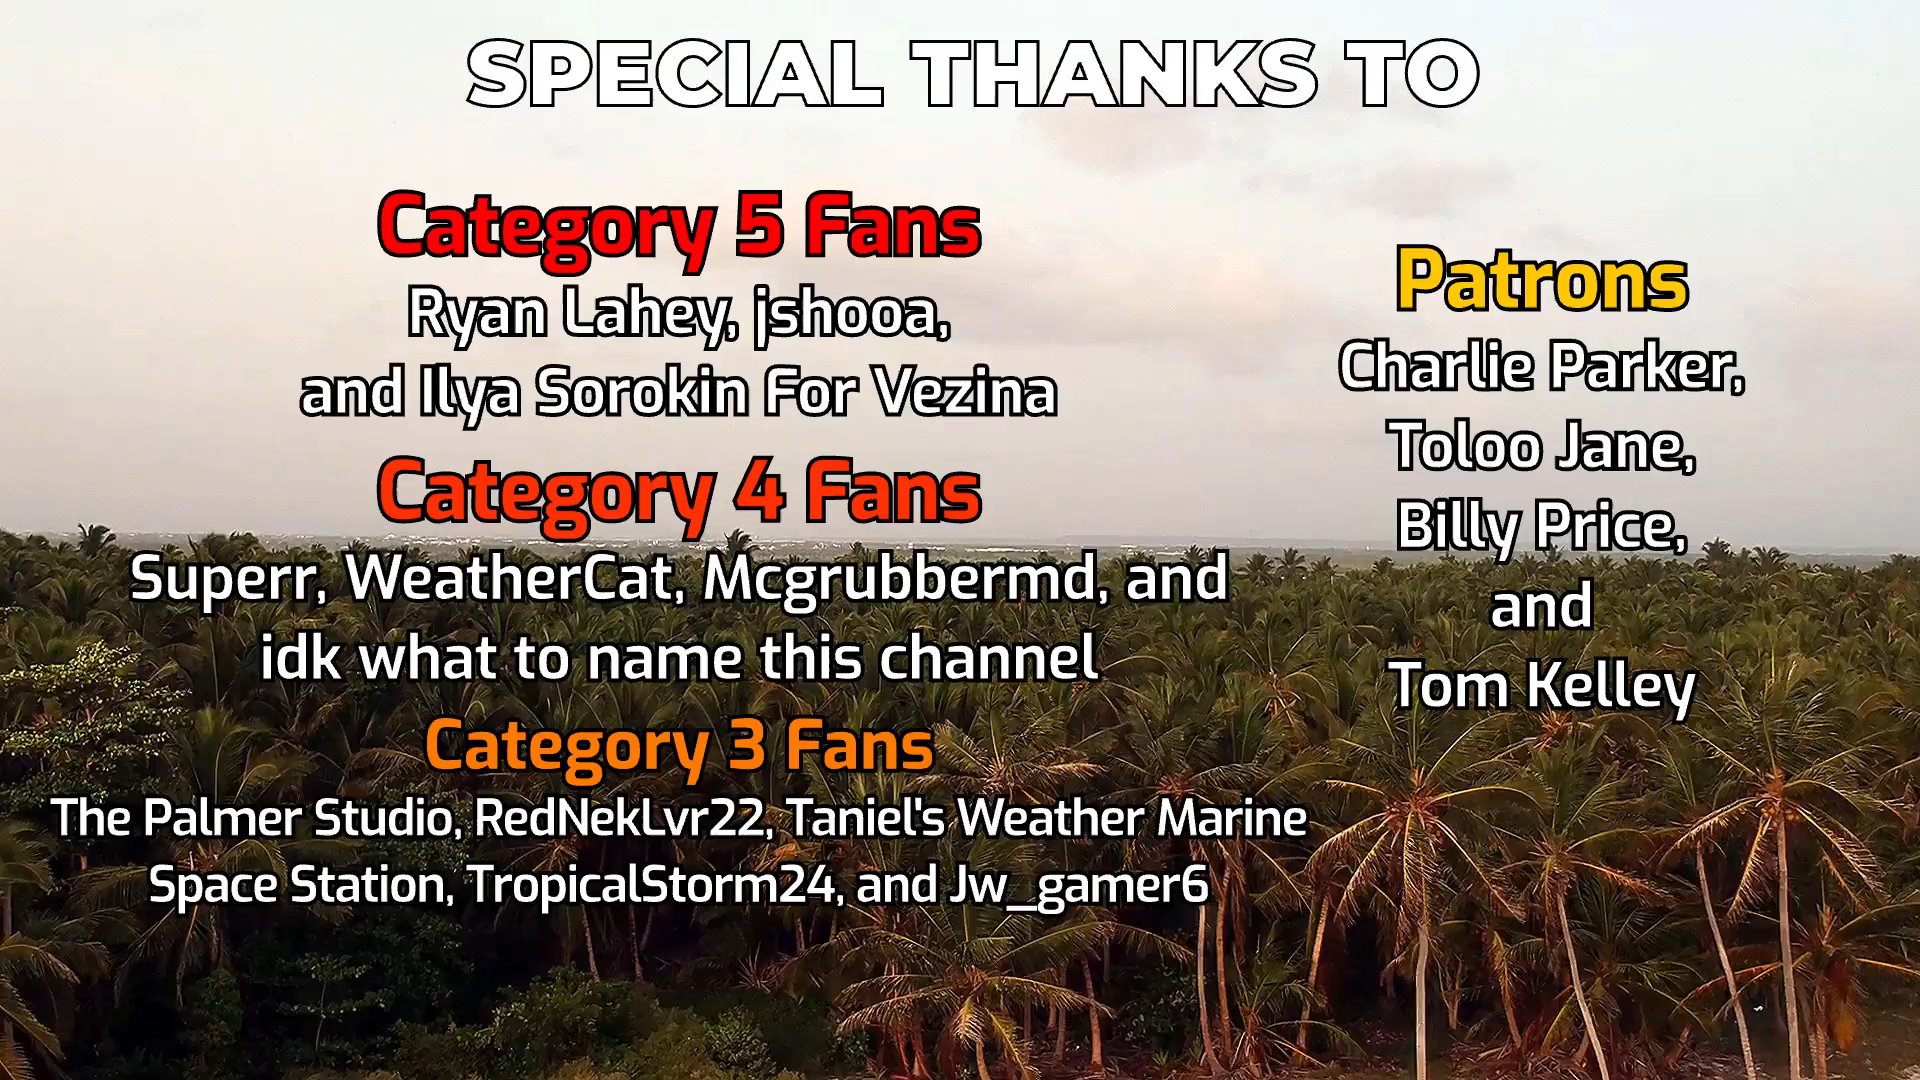 SPECIAL THANKS TO
Category 5 Fans
Ryan Lahey, jshooa,
and Ilya Sorokin For Vezina
Category 4 Fans
Superr, WeatherCat, Mcgrubbermd, and
idk what to name this channel
Category 3 Fans
The Palmer Studio, RedNekLvr22, Taniel's Weather Marine
Space Station, TropicalStorm24, and Jw_gamer6
Patrons
Charlie Parker,
Toloo Jane,
Billy Price,
and
Tom Kelley